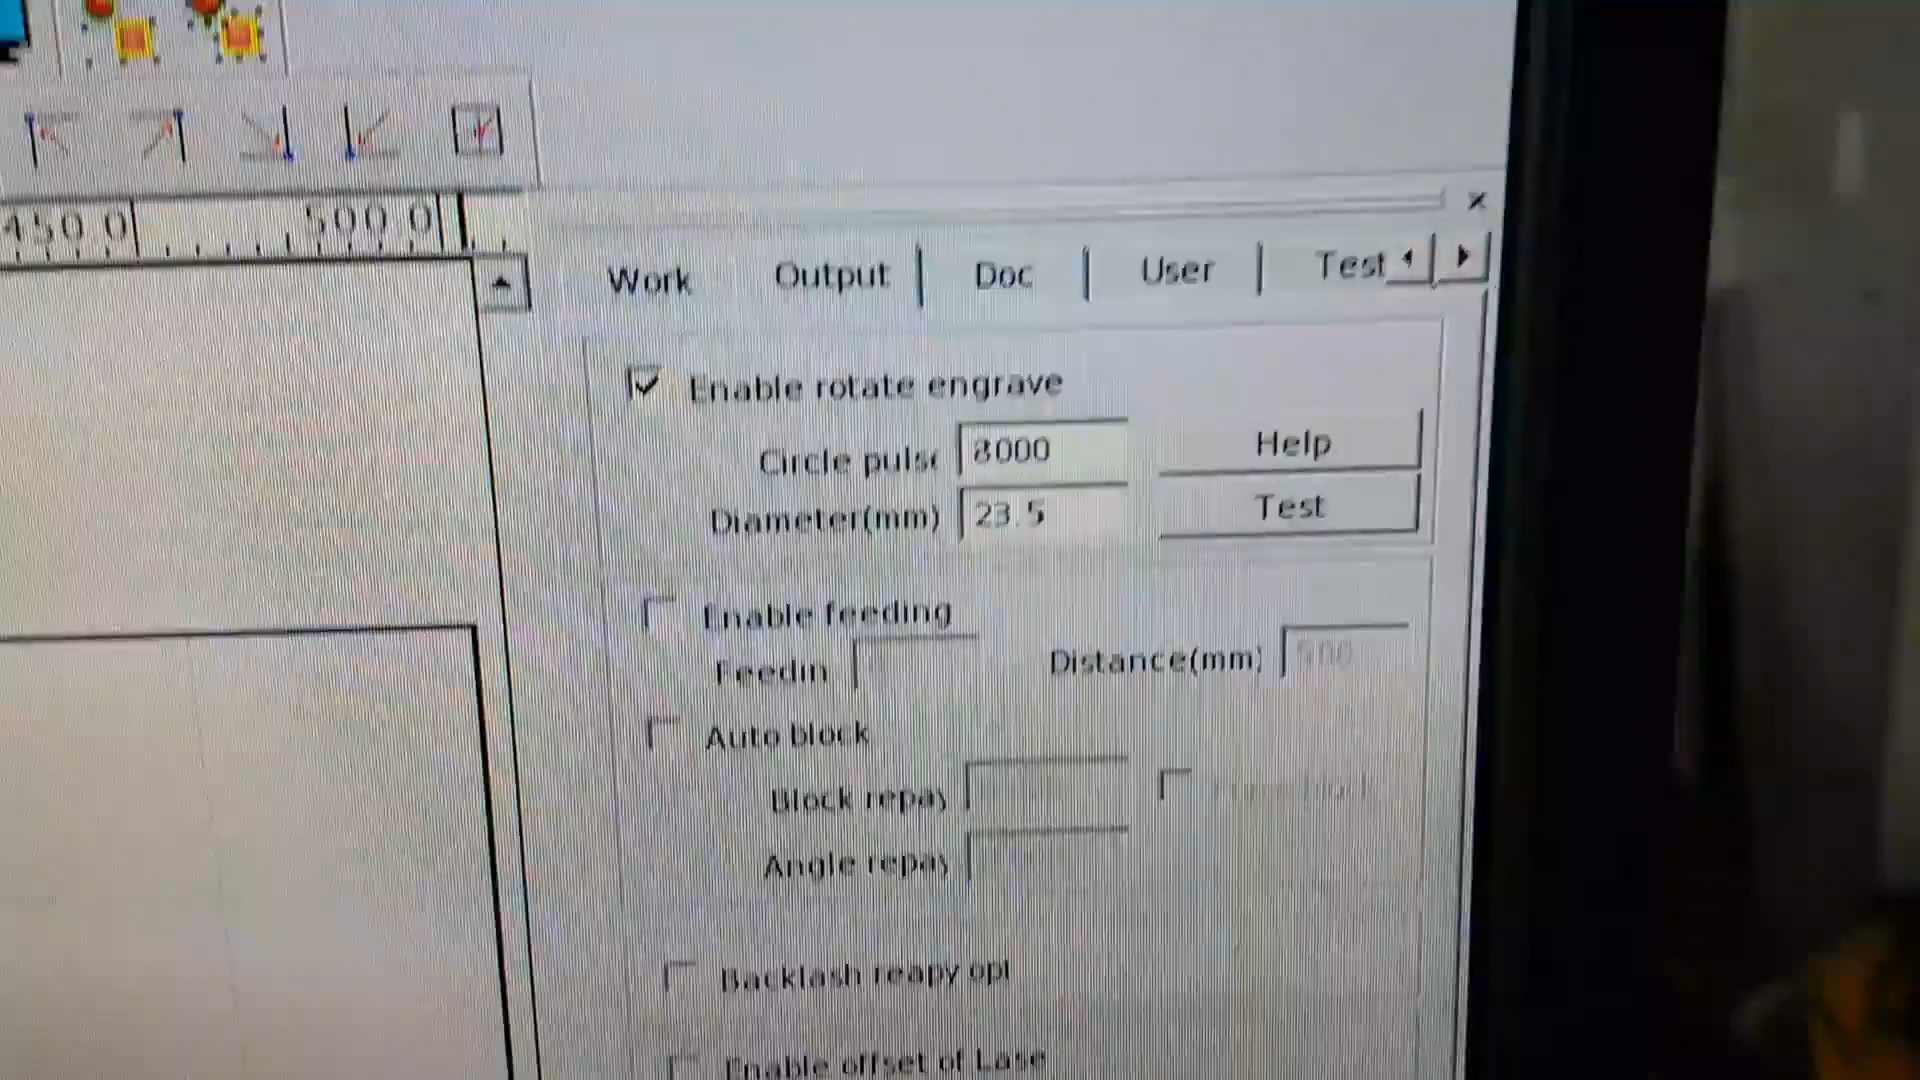 450.0 500.0
Work Output Doc User Test
Enable rotate engrave
Circle puls 8000 Help
Diameter(mm) 23.5 Test
Enable feeding
Feedin Distance(mm) 500
Auto block
Block repay
Angle repay
Backlash reapy opt
Enable offset of Lase